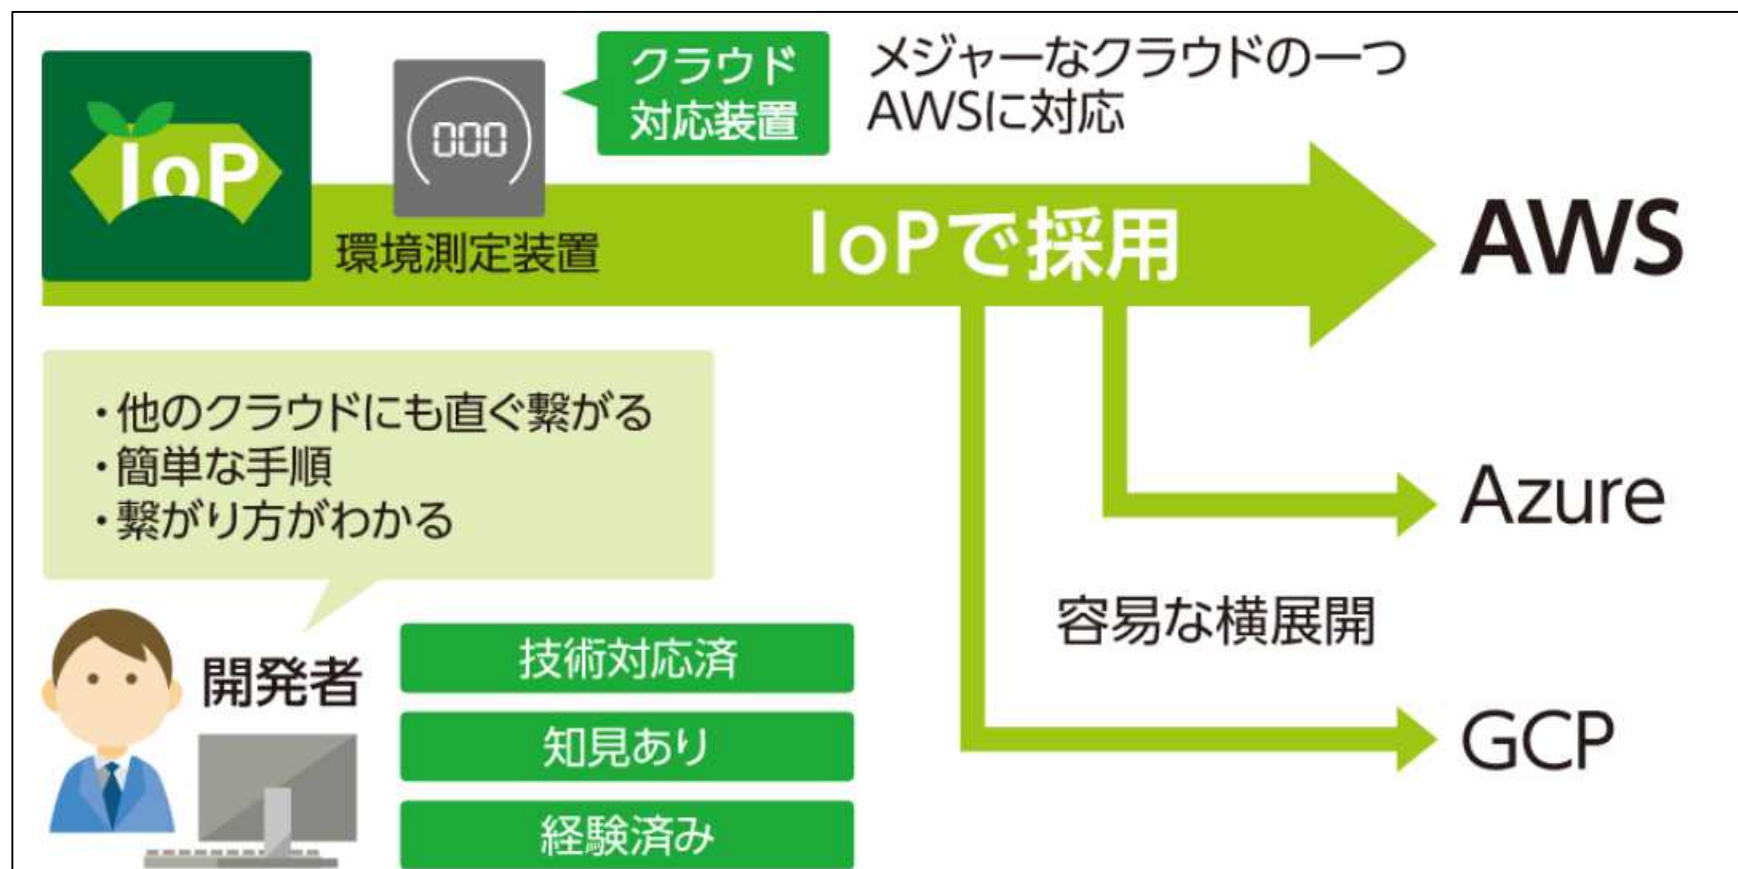 クラウド
対応装置
メジャーなクラウドの一つ
AWSに対応
IoP
000
環境測定装置
IoPで採用
AWS
・他のクラウドにも直ぐ繋がる
・簡単な手順
・繋がり方がわかる
Azure
容易な横展開
開発者
技術対応済
知見あり
経験済み
GCP